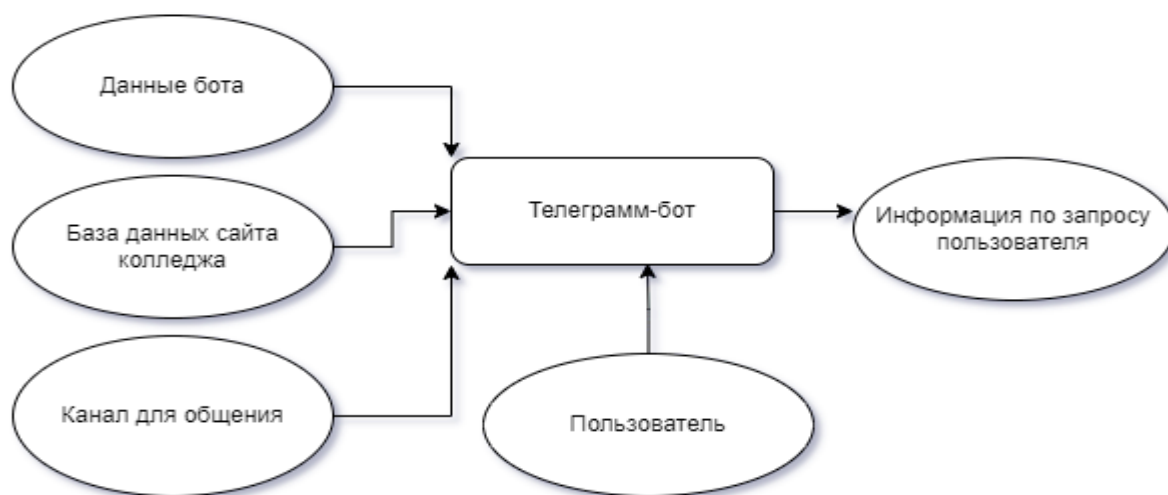 Данные бота
База данных сайта
колледжа
Канал для общения
Телеграмм-бот
Пользователь
Информация по запросу
пользователя